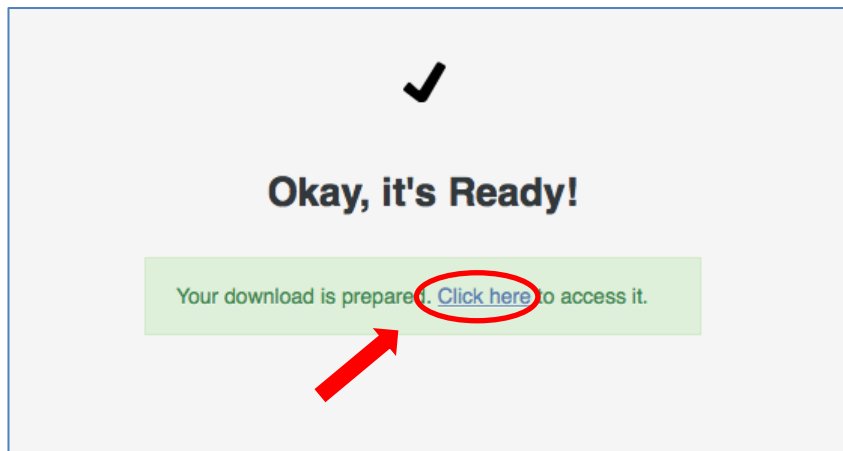 Okay, it's Ready!
Your download is prepared. Click here to access it.